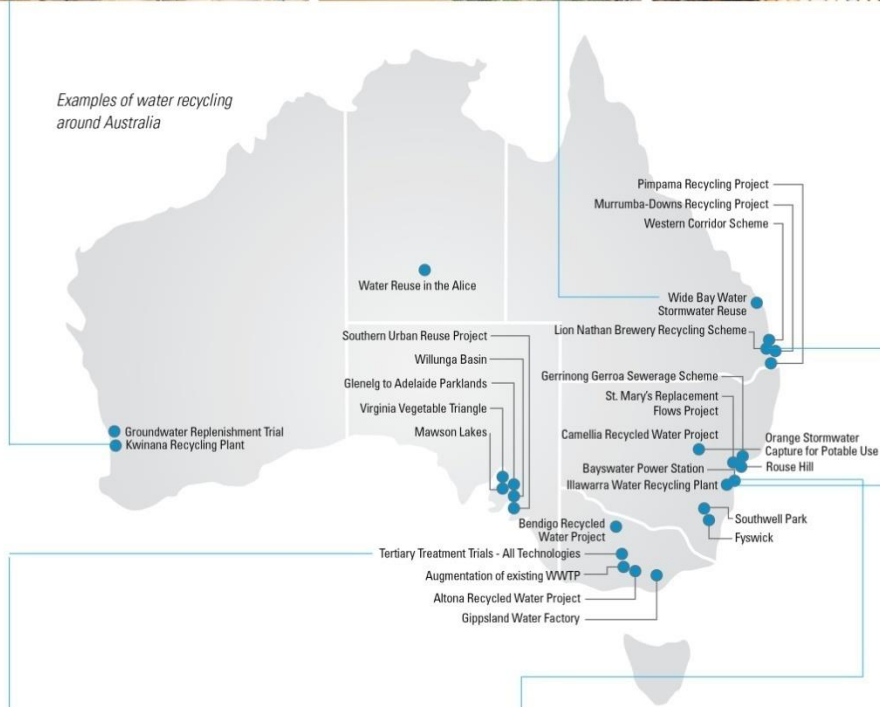 Examples of water recycling
around Australia
Pimpama Recycling Project
Murrumba-Downs Recycling Project
Western Corridor Scheme
Water Reuse in the Alice
Wide Bay Water
Stormwater Reuse
Lion Nathan Brewery Recycling Scheme
Southern Urban Reuse Project
Willunga Basin
Glenelg to Adelaide Parklands
Virginia Vegetable Triangle
Mawson Lakes
Gerrinong Gerroa Sewerage Scheme
St. Mary's Replacement
Flows Project
Camellia Recycled Water Project
Orange Stormwater
Capture for Potable Use
Bayswater Power Station
Rouse Hill
Illawarra Water Recycling Plant
Groundwater Replenishment Trial
Kwinana Recycling Plant
Southwell Park
Fyswick
Bendigo Recycled
Water Project
Tertiary Treatment Trials - All Technologies
Augmentation of existing WWTP
Altona Recycled Water Project
Gippsland Water Factory